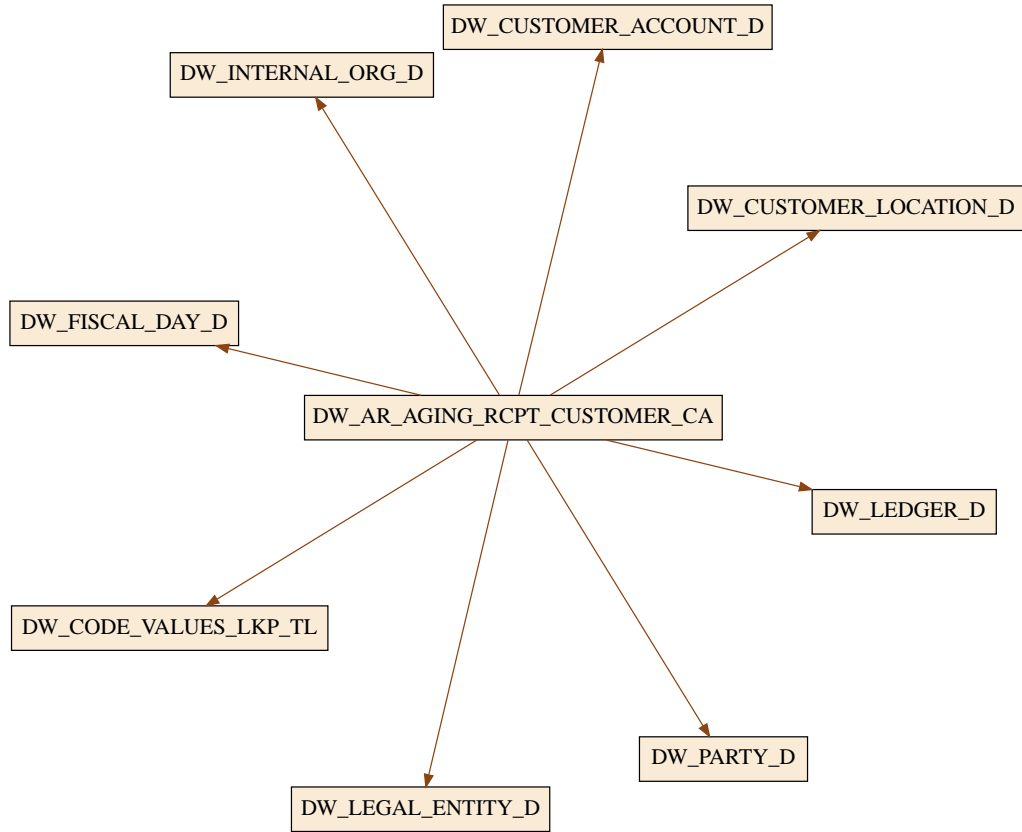 DW_CUSTOMER_ACCOUNT_D
DW_INTERNAL_ORG_D
DW_CUSTOMER_LOCATION_D
DW_FISCAL_DAY_D
DW_AR_AGING_RCPT_CUSTOMER_CA
DW_LEDGER_D
DW_CODE_VALUES_LKP_TL
DW_PARTY_D
DW_LEGAL_ENTITY_D